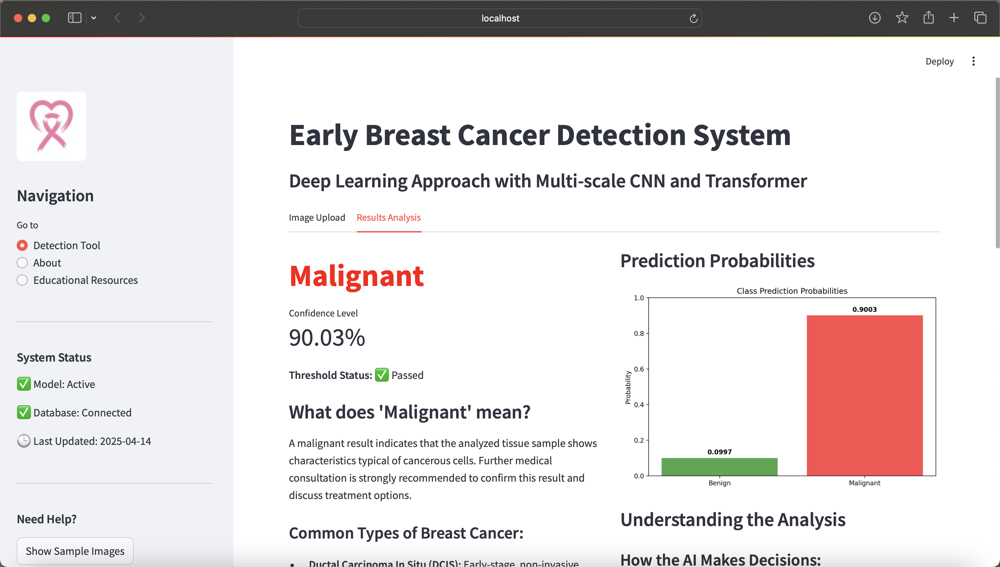 localhost
Deploy
Navigation
Go to
Detection Tool
About
Educational Resources
System Status
✅ Model: Active
✅ Database: Connected
🕒 Last Updated: 2025-04-14
Need Help?
Show Sample Images
Early Breast Cancer Detection System
Deep Learning Approach with Multi-scale CNN and Transformer
Image Upload Results Analysis
Malignant
Confidence Level
90.03%
Threshold Status: ✅ Passed
What does 'Malignant' mean?
A malignant result indicates that the analyzed tissue sample shows
characteristics typical of cancerous cells. Further medical
consultation is strongly recommended to confirm this result and
discuss treatment options.
Common Types of Breast Cancer:
• Ductal Carcinoma In Situ (DCIS): Early-stage, non-invasive
Prediction Probabilities
Class Prediction Probabilities
1.0
0.8
0.6
0.4
0.2
0.0
Probability
0.0997
0.9003
Benign
Malignant
Understanding the Analysis
How the AI Makes Decisions: